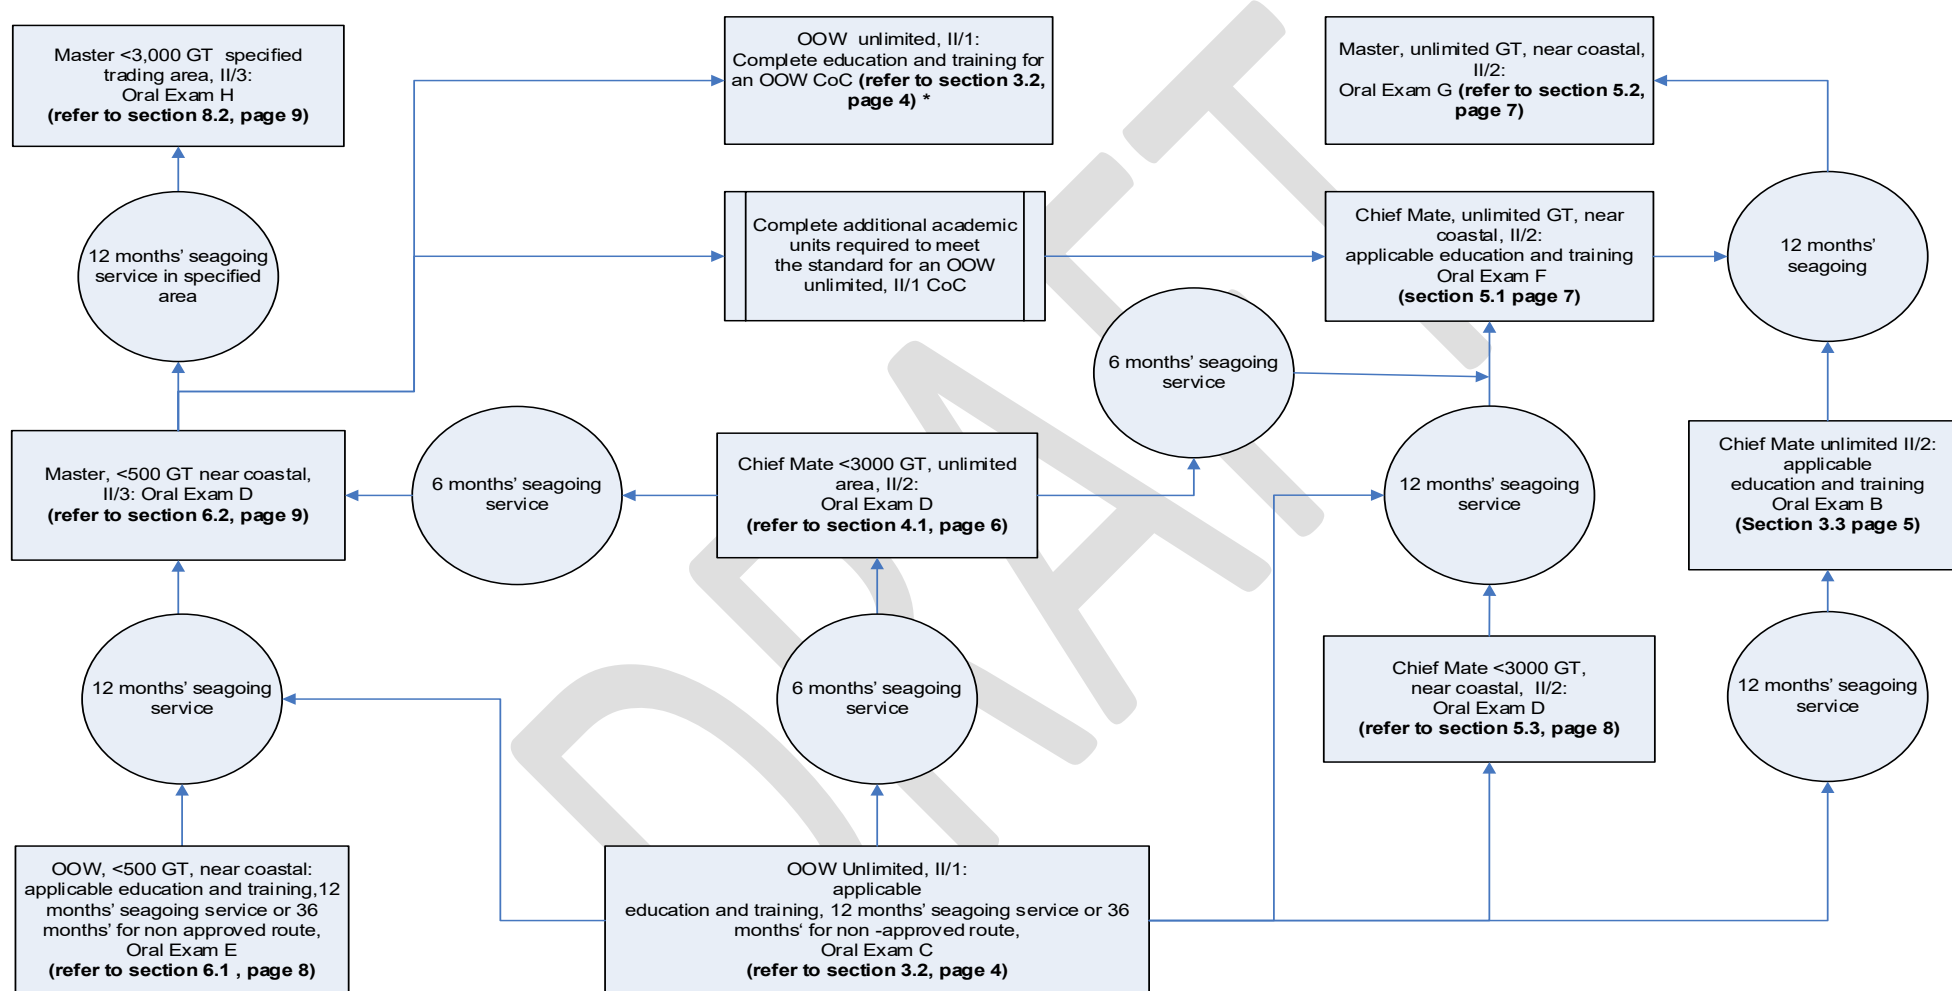 Master <3,000 GT specified
trading area, II/3:
Oral Exam H
(refer to section 8.2, page 9)
OOW unlimited, II/1:
Complete education and training for
an OOW CoC (refer to section 3.2,
page 4) *
Master, unlimited GT, near coastal,
II/2:
Oral Exam G (refer to section 5.2,
page 7)
12 months’ seagoing
service in specified
area
Complete additional academic
units required to meet
the standard for an OOW
unlimited, II/1 CoC
Chief Mate, unlimited GT, near
coastal, II/2:
applicable education and training
Oral Exam F
(section 5.1 page 7)
12 months’
seagoing
6 months’ seagoing
service
Master, <500 GT near coastal,
II/3: Oral Exam D
(refer to section 6.2, page 9)
6 months’ seagoing
service
Chief Mate <3000 GT, unlimited
area, II/2:
Oral Exam D
(refer to section 4.1, page 6)
12 months’ seagoing
service
Chief Mate unlimited II/2:
applicable
education and training
Oral Exam B
(Section 3.3 page 5)
12 months’ seagoing
service
6 months’ seagoing
service
Chief Mate <3000 GT,
near coastal, II/2:
Oral Exam D
(refer to section 5.3, page 8)
12 months’ seagoing
service
OOW, <500 GT, near coastal:
applicable education and training,12
months’ seagoing service or 36
months’ for non approved route,
Oral Exam E
(refer to section 6.1 , page 8)
OOW Unlimited, II/1:
applicable
education and training, 12 months’ seagoing service or 36
months‘ for non -approved route,
Oral Exam C
(refer to section 3.2, page 4)
DRAFT